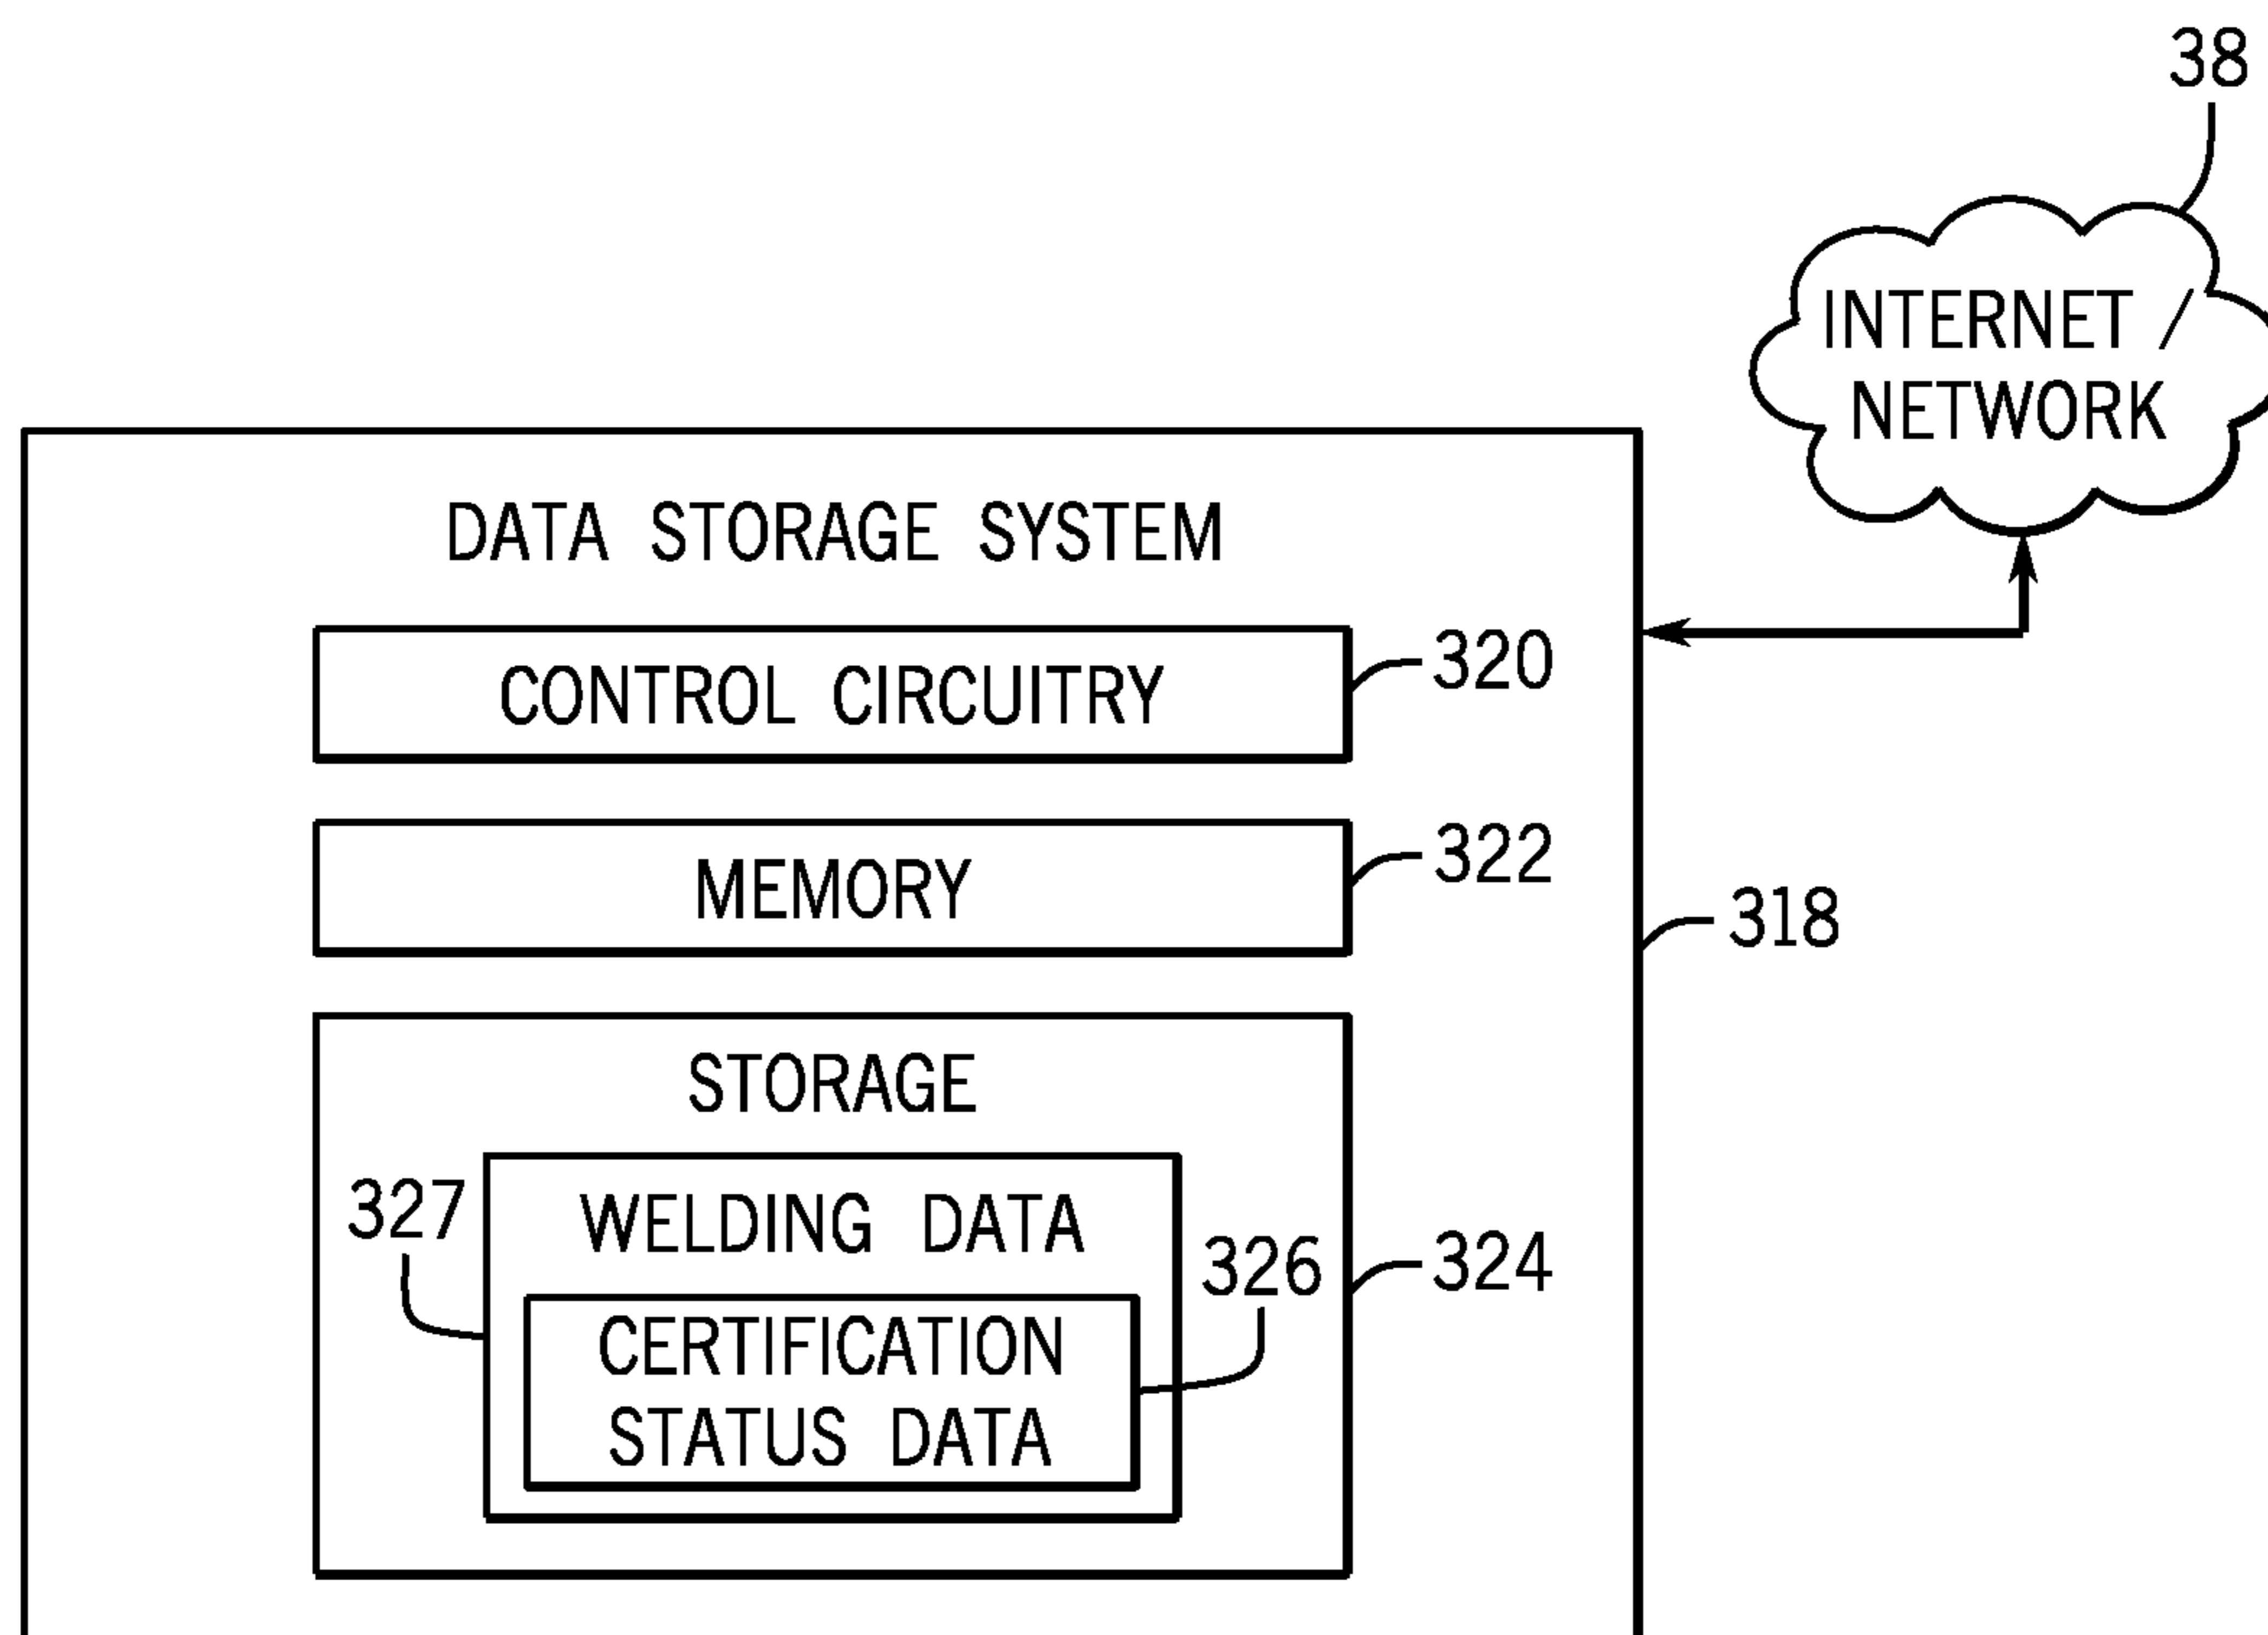 38
INTERNET /
NETWORK
DATA STORAGE SYSTEM
CONTROL CIRCUITRY
320
MEMORY
322
318
STORAGE
327
WELDING DATA
326
324
CERTIFICATION
STATUS DATA